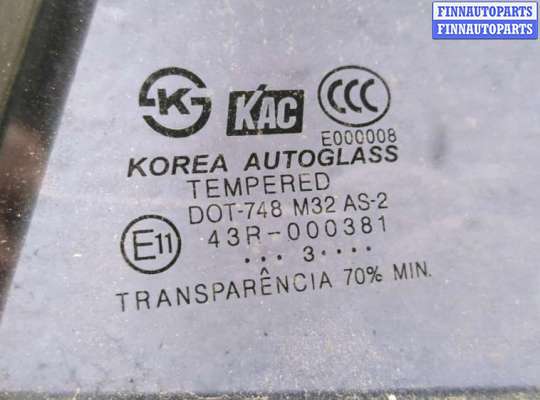 FINNAUTOPARTS
FINNAUTOPARTS
K KAC CCC
E000008
KOREA AUTOGLASS
TEMPERED
DOT-748 M32 AS-2
E11 43R-000381
... 3....
TRANSPARÊNCIA 70% MIN.